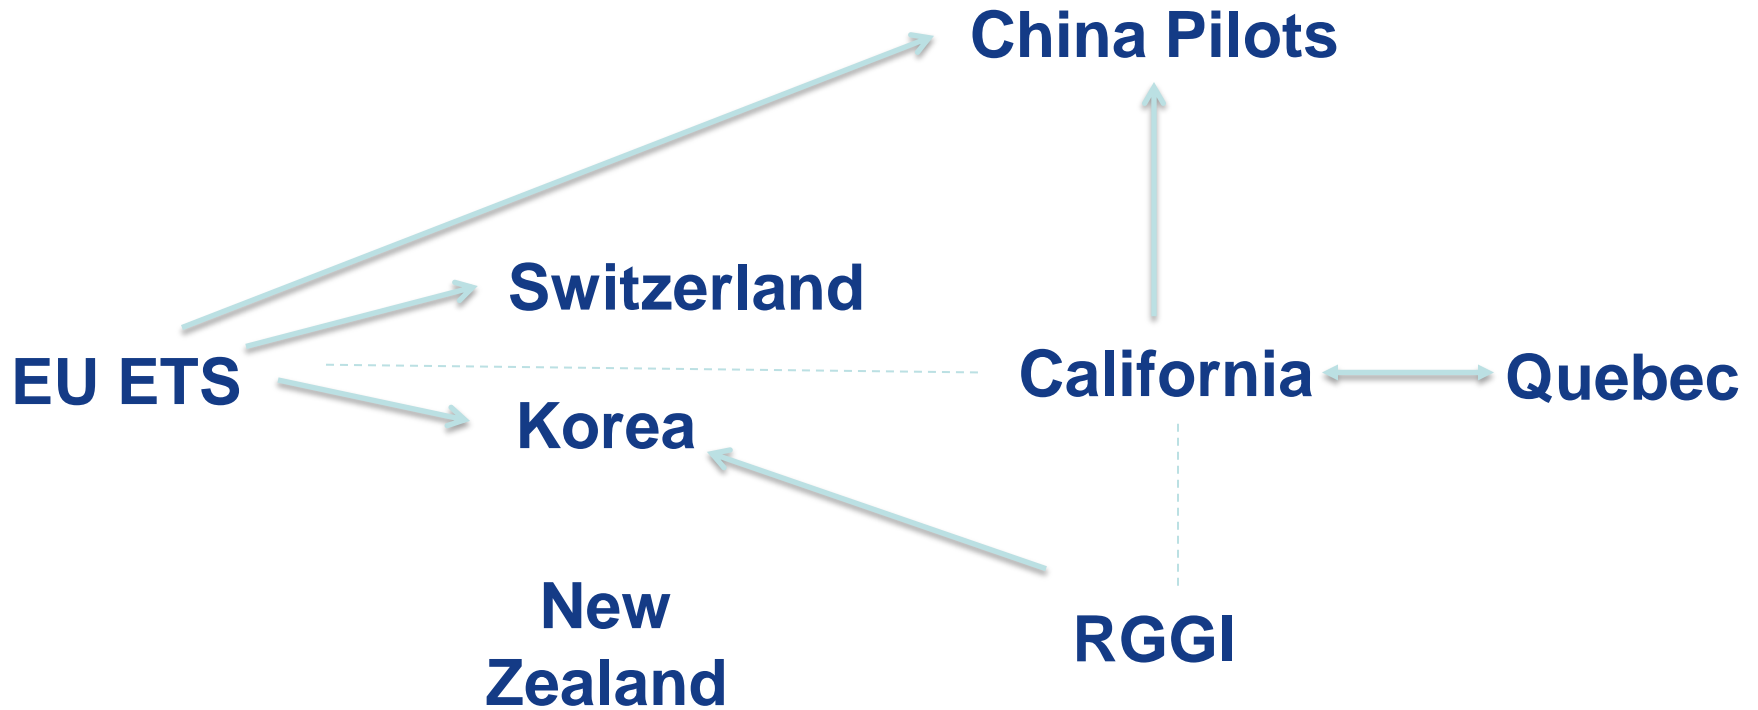 China Pilots
Switzerland
EU ETS
California
Quebec
Korea
New
Zealand
RGGI